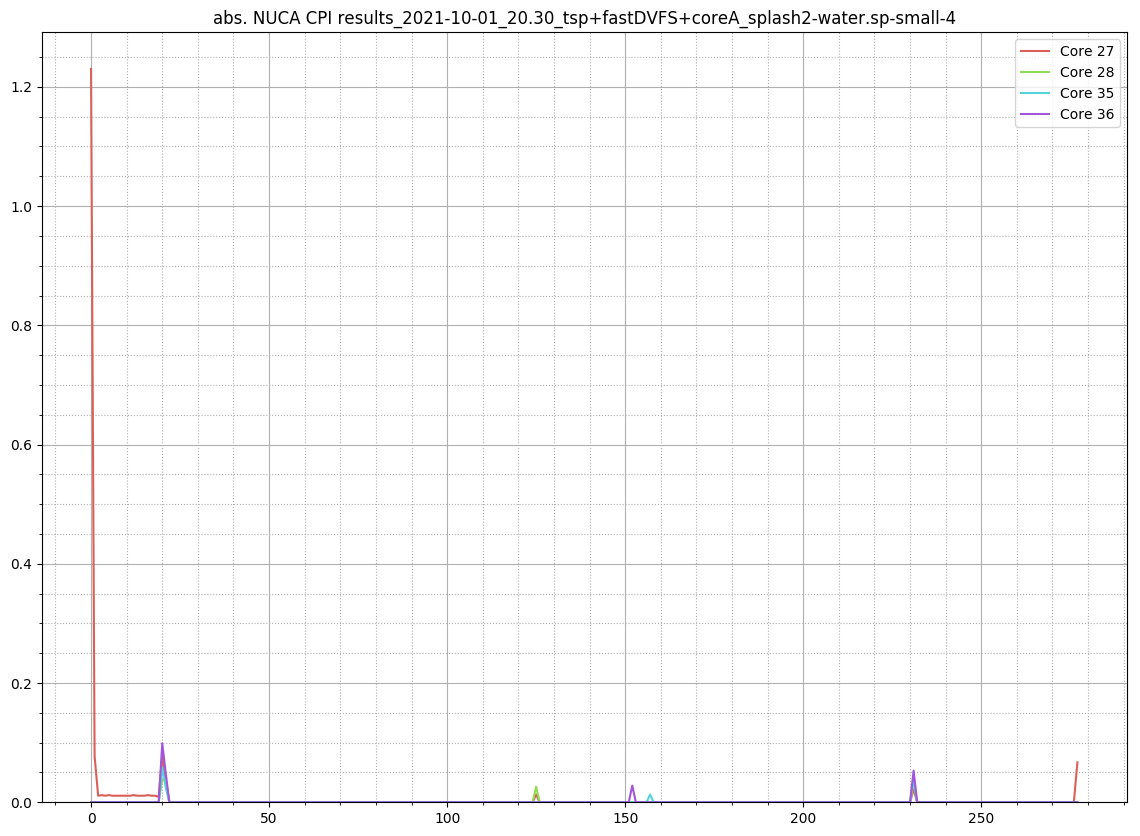 abs. NUCA CPI results_2021-10-01_20.30_tsp+fastDVFS+coreA_splash2-water.sp-small-4
Core 27
Core 28
Core 35
Core 36
1.2
1.0
0.8
0.6
0.4
0.2
0.0
0 50 100 150 200 250